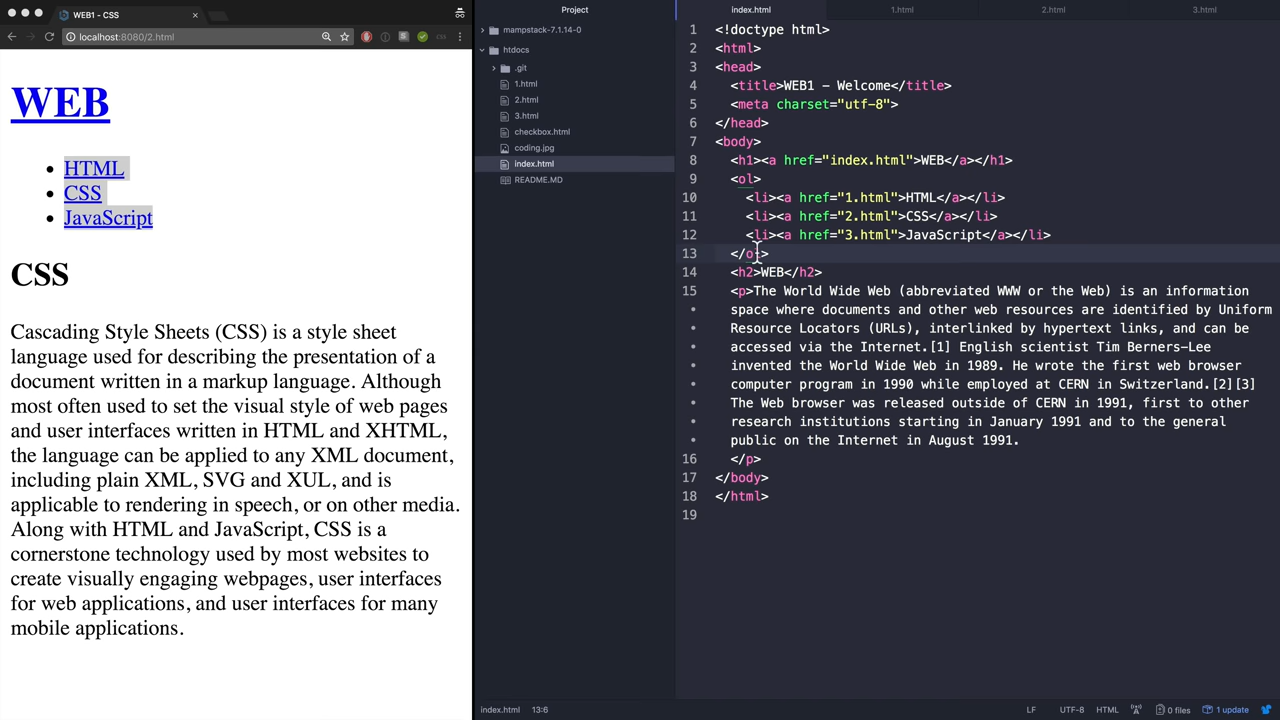 WEB1 - CSS
localhost:8080/2.html
WEB
HTML
CSS
JavaScript
CSS
Cascading Style Sheets (CSS) is a style sheet
language used for describing the presentation of a
document written in a markup language. Although
most often used to set the visual style of web pages
and user interfaces written in HTML and XHTML,
the language can be applied to any XML document,
including plain XML, SVG and XUL, and is
applicable to rendering in speech, or on other media.
Along with HTML and JavaScript, CSS is a
cornerstone technology used by most websites to
create visually engaging webpages, user interfaces
for web applications, and user interfaces for many
mobile applications.
Project
mampstack-7.1.14-0
htdocs
.git
1.html
2.html
3.html
checkbox.html
coding.jpg
index.html
README.MD
index.html 1.html 2.html 3.html
1 <!doctype html>
2 <html>
3 <head>
4 <title>WEB1 - Welcome</title>
5 <meta charset="utf-8">
6 </head>
7 <body>
8 <h1><a href="index.html">WEB</a></h1>
9 <ol>
10 <li><a href="1.html">HTML</a></li>
11 <li><a href="2.html">CSS</a></li>
12 <li><a href="3.html">JavaScript</a></li>
13 </ol>
14 <h2>WEB</h2>
15 <p>The World Wide Web (abbreviated WWW or the Web) is an information
space where documents and other web resources are identified by Uniform
Resource Locators (URLs), interlinked by hypertext links, and can be
accessed via the Internet.[1] English scientist Tim Berners-Lee
invented the World Wide Web in 1989. He wrote the first web browser
computer program in 1990 while employed at CERN in Switzerland.[2][3]
The Web browser was released outside of CERN in 1991, first to other
research institutions starting in January 1991 and to the general
public on the Internet in August 1991.
16 </p>
17 </body>
18 </html>
19
index.html 13:6 LF UTF-8 HTML 0 files 1 update